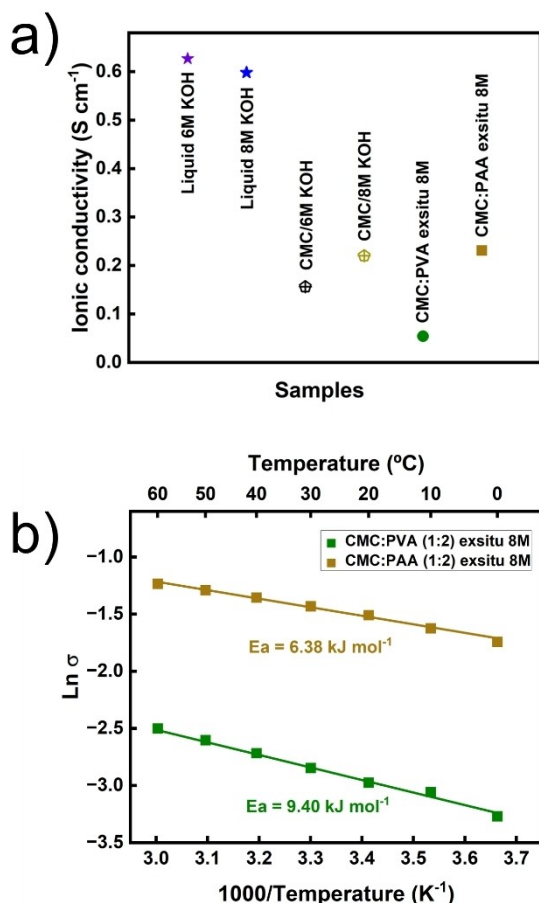 a)
Ionic conductivity (S cm⁻¹)
0.6
0.5
0.4
0.3
0.2
0.1
0.0
Liquid 6M KOH
Liquid 8M KOH
CMC/6M KOH
CMC/8M KOH
CMC:PVA exsitu 8M
CMC:PAA exsitu 8M
Samples
b)
Temperature (ºC)
60 50 40 30 20 10 0
CMC:PVA (1:2) exsitu 8M
CMC:PAA (1:2) exsitu 8M
Ln σ
−1.0
−1.5
−2.0
−2.5
−3.0
−3.5
Ea = 6.38 kJ mol⁻¹
Ea = 9.40 kJ mol⁻¹
3.0 3.1 3.2 3.3 3.4 3.5 3.6 3.7
1000/Temperature (K⁻¹)